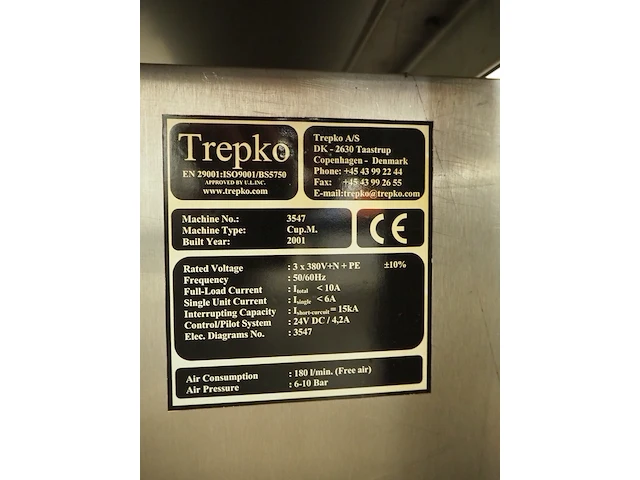 Trepko
EN 29001:ISO9001/BS5750
APPROVED BY U.L.INC.
www.trepko.com
Trepko A/S
DK - 2630 Taastrup
Copenhagen - Denmark
Phone: +45 43 99 22 44
Fax: +45 43 99 26 55
E-mail:trepko@trepko.com
Machine No.: 3547
Machine Type: Cup.M.
Built Year: 2001
CE
Rated Voltage : 3 x 380V+N + PE ±10%
Frequency : 50/60Hz
Full-Load Current : Itotal < 10A
Single Unit Current : Isingle < 6A
Interrupting Capacity : Ishort-curcuit = 15kA
Control/Pilot System : 24V DC / 4,2A
Elec. Diagrams No. : 3547
Air Consumption : 180 l/min. (Free air)
Air Pressure : 6-10 Bar